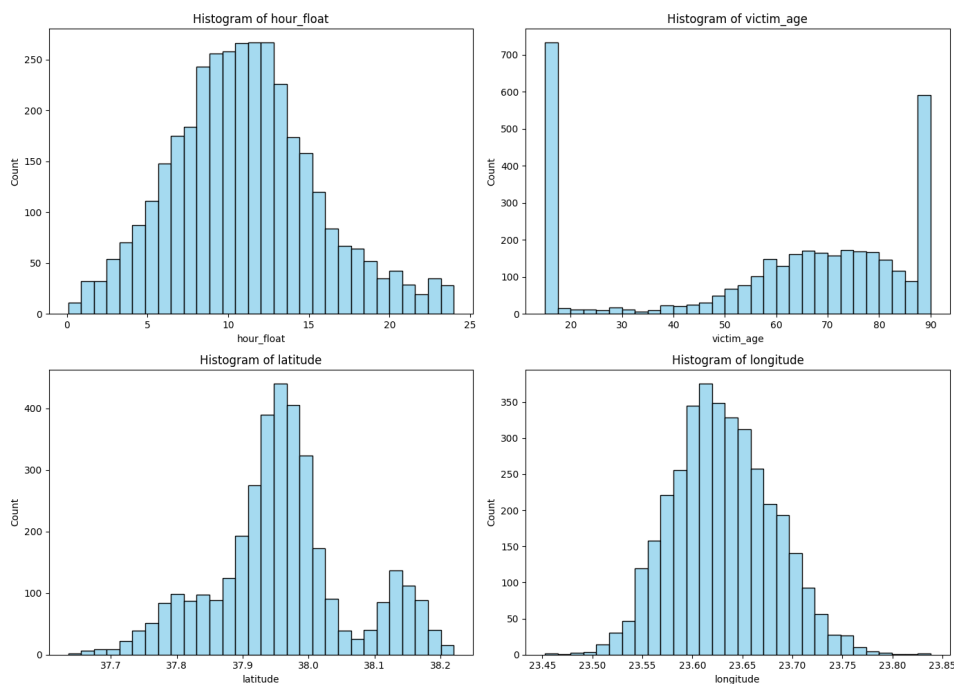 Histogram of hour_float
Count
250
200
150
100
50
0
0 5 10 15 20 25
hour_float
Histogram of victim_age
Count
700
600
500
400
300
200
100
0
20 30 40 50 60 70 80 90
victim_age
Histogram of latitude
Count
400
300
200
100
0
37.7 37.8 37.9 38.0 38.1 38.2
latitude
Histogram of longitude
Count
350
300
250
200
150
100
50
0
23.45 23.50 23.55 23.60 23.65 23.70 23.75 23.80 23.85
longitude